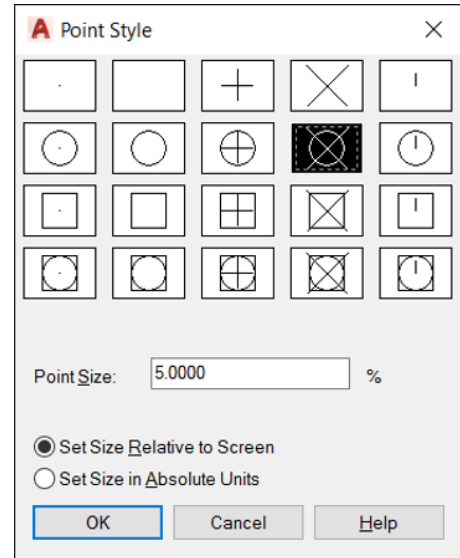 Point Style
Point Size: 5.0000 %
Set Size Relative to Screen
Set Size in Absolute Units
OK Cancel Help